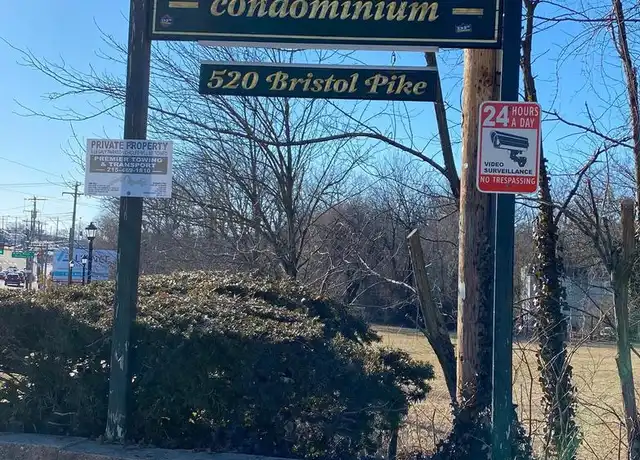 condominium
520 Bristol Pike
PRIVATE PROPERTY
PREMIER TOWING
& TRANSPORT
24 HOURS
A DAY
VIDEO
SURVEILLANCE
NO TRESPASSING